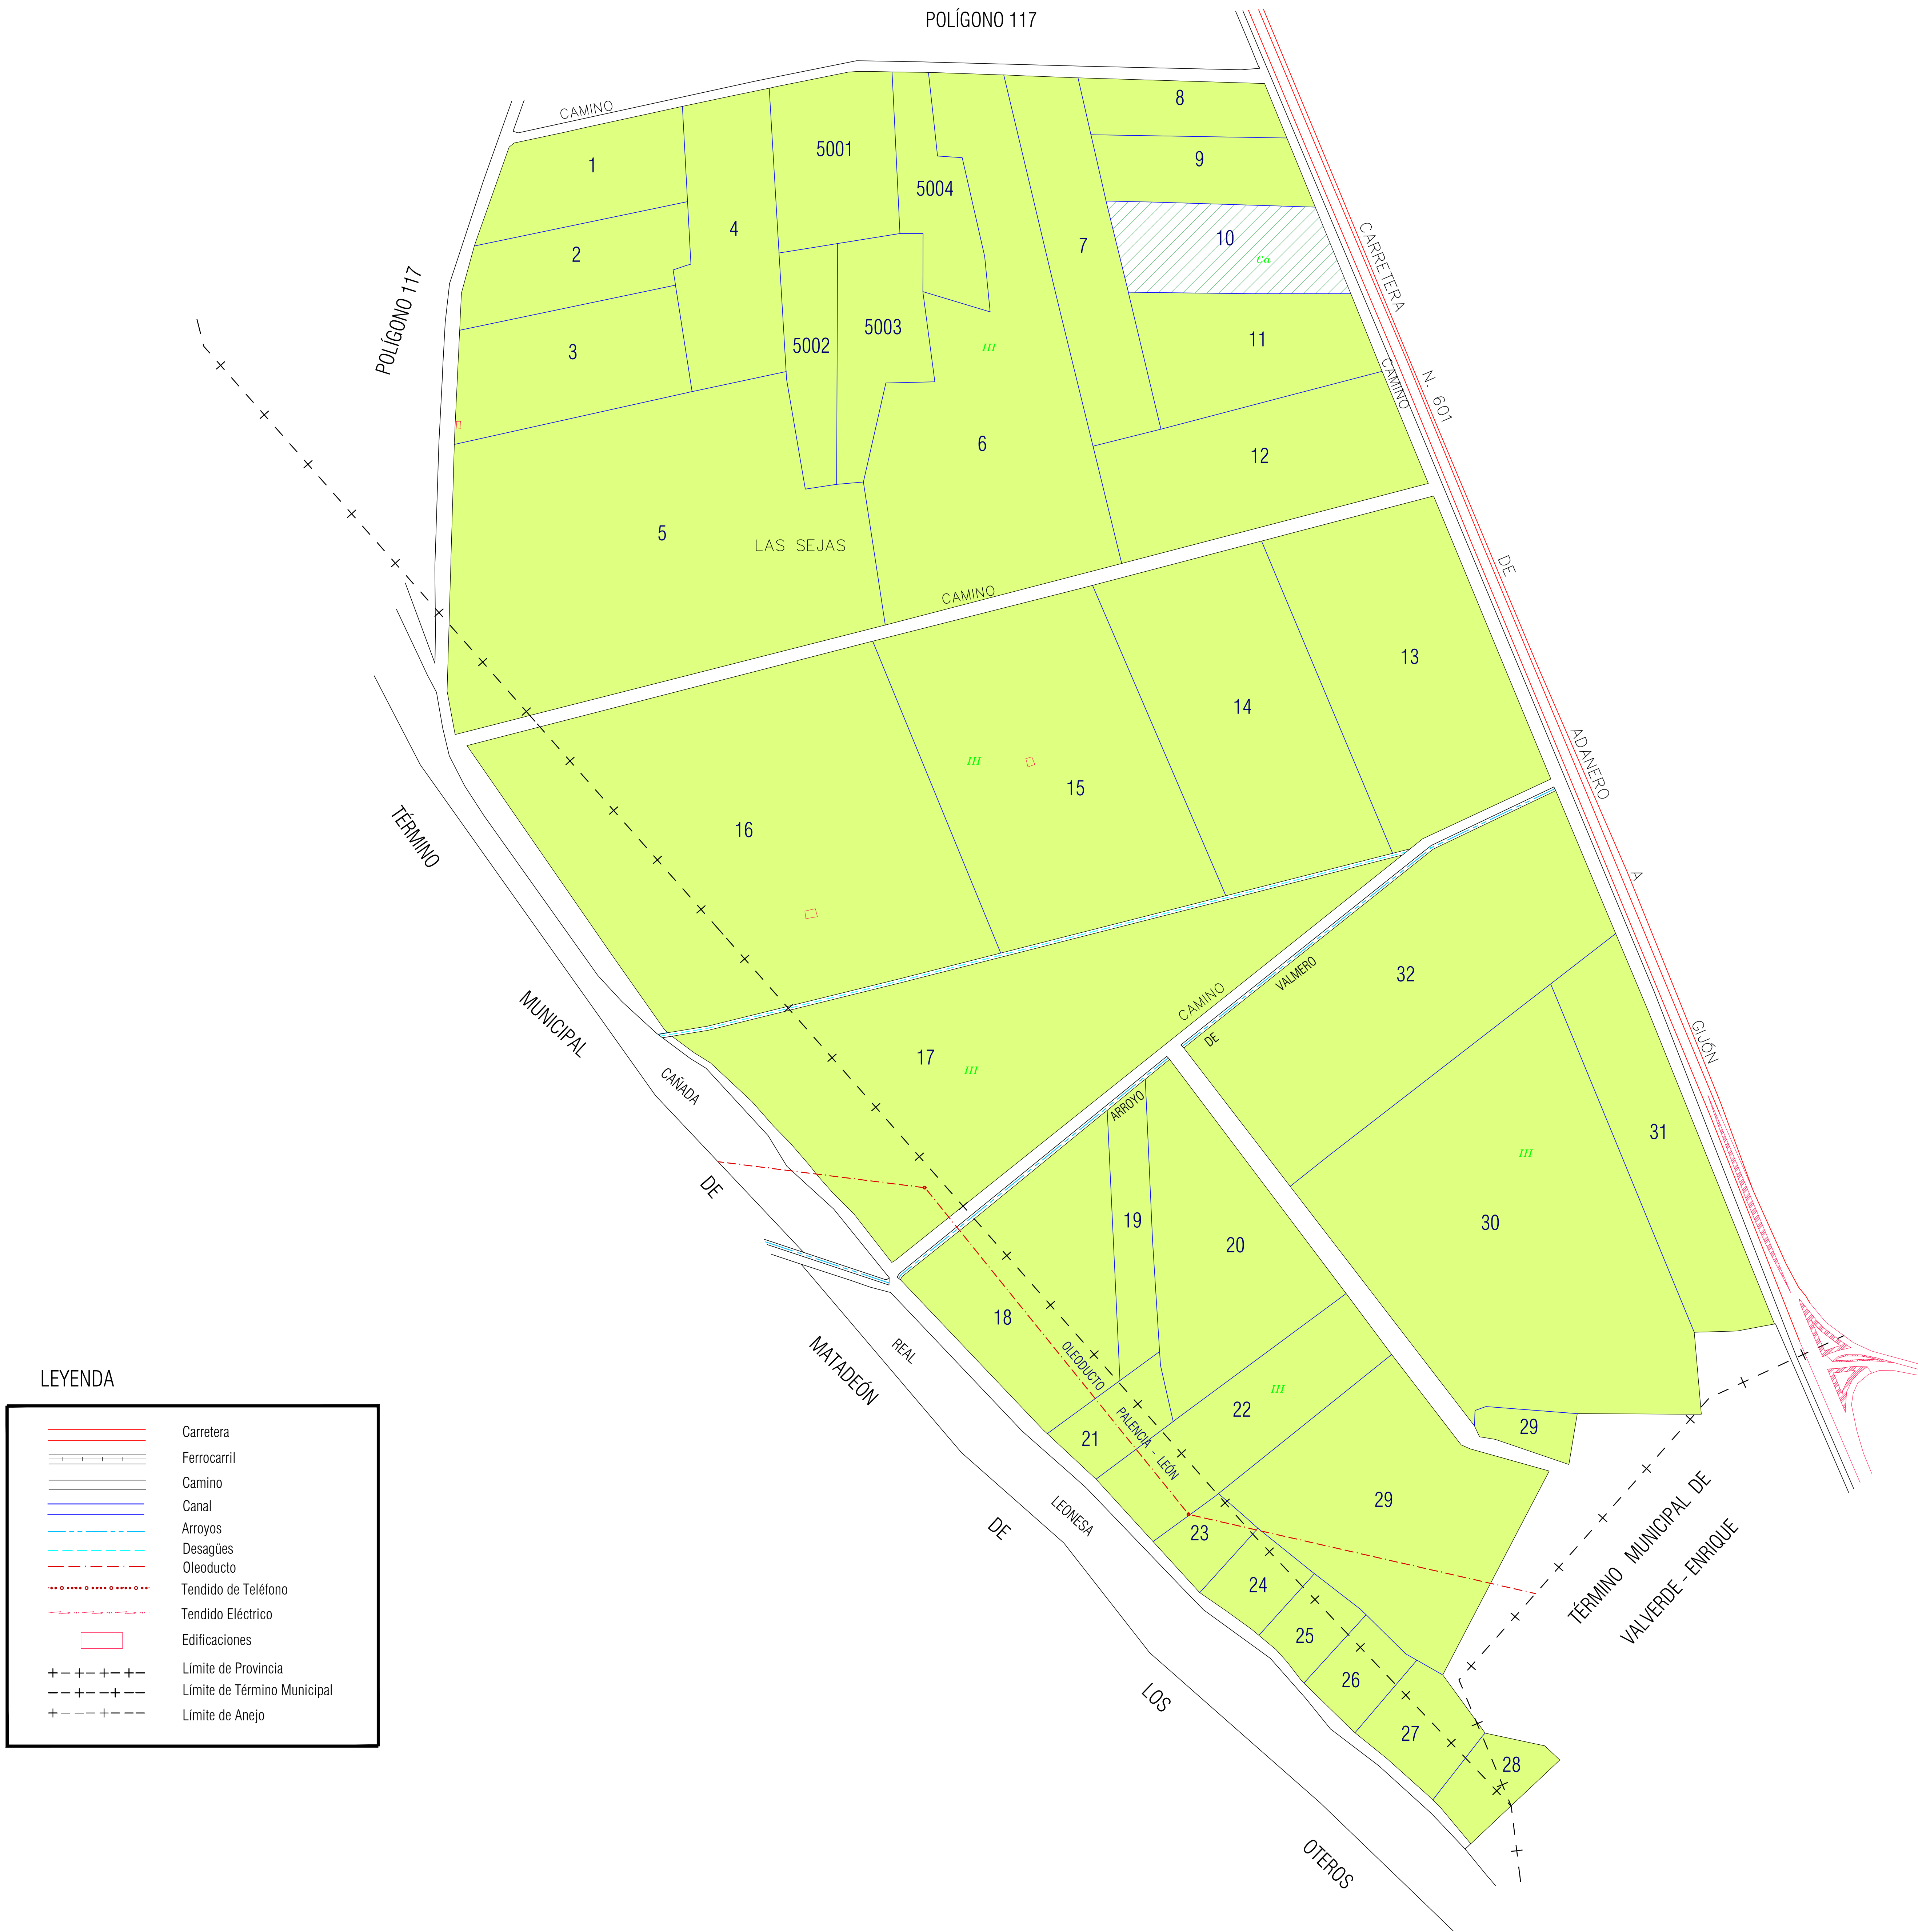 POLÍGONO 117
CAMINO
POLÍGONO 117
1
2
3
4
5001
5004
5002
5003
5
6
7
8
9
10
Ca
11
12
III
LAS SEJAS
CAMINO
CAMINO
CARRETERA N. 601 DE ADANERO A GIJÓN
13
14
15
III
16
17
III
CAMINO
ARROYO DE VALMERO
32
31
30
III
18
19
20
21
22
III
23
24
25
26
27
28
29
29
OLEODUCTO PALENCIA - LEÓN
CAÑADA REAL LEONESA
TÉRMINO MUNICIPAL DE MATADEÓN DE LOS OTEROS
TÉRMINO MUNICIPAL DE
VALVERDE - ENRIQUE
LEYENDA
Carretera
Ferrocarril
Camino
Canal
Arroyos
Desagües
Oleoducto
Tendido de Teléfono
Tendido Eléctrico
Edificaciones
Límite de Provincia
Límite de Término Municipal
Límite de Anejo